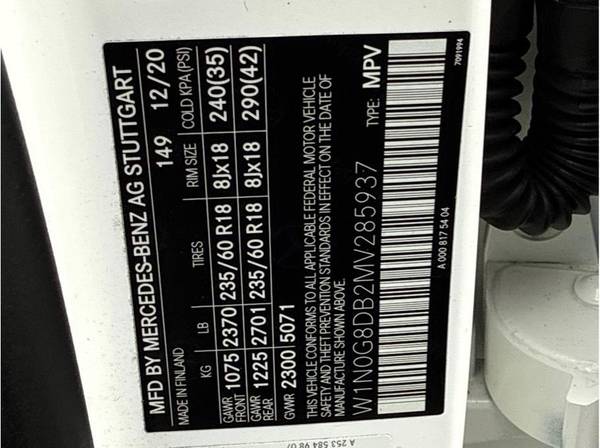 MFD BY MERCEDES-BENZ AG STUTTGART
MADE IN FINLAND 149 12/20
KG LB TIRES RIM SIZE COLD KPA (PSI)
GAWR FRONT 1075 2370 235/60 R18 8Jx18 240(35)
GAWR REAR 1225 2701 235/60 R18 8Jx18 290(42)
GVWR 2300 5071
THIS VEHICLE CONFORMS TO ALL APPLICABLE FEDERAL MOTOR VEHICLE
SAFETY AND THEFT PREVENTION STANDARDS IN EFFECT ON THE DATE OF
MANUFACTURE SHOWN ABOVE.
TYPE: MPV
W1N0G8DB2MV285937
A 000 817 54 04
7091994
A 253 584 98 07